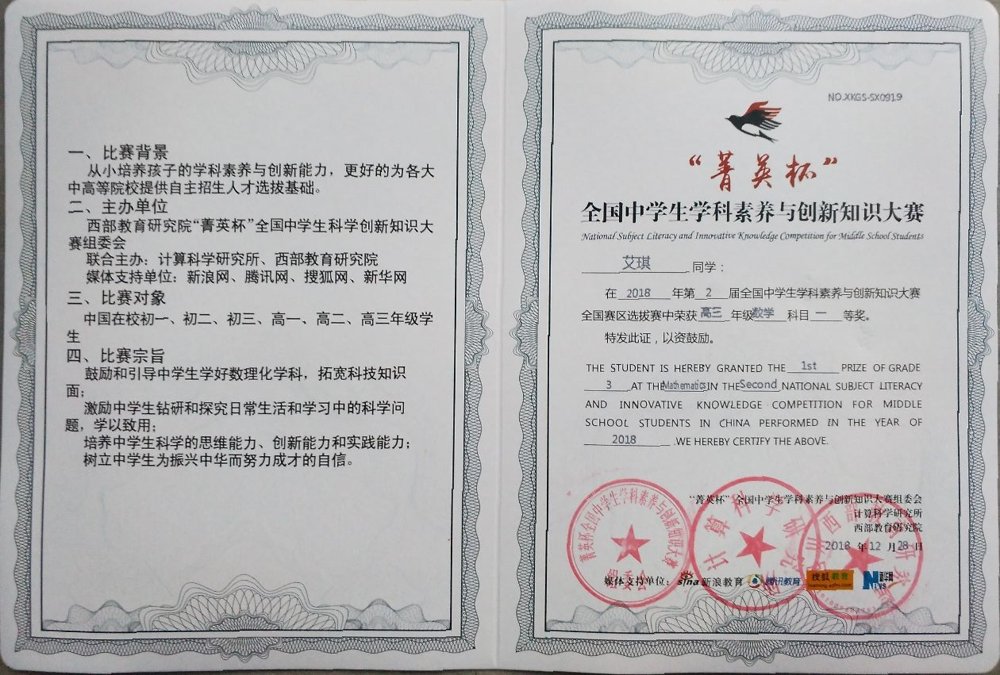 一、比赛背景
从小培养孩子的学科素养与创新能力，更好的为各大
中高等院校提供自主招生人才选拔基础。
二、主办单位
西部教育研究院“菁英杯”全国中学生科学创新知识大
赛组委会
联合主办：计算科学研究所、西部教育研究院
媒体支持单位：新浪网、腾讯网、搜狐网、新华网
三、比赛对象
中国在校初一、初二、初三、高一、高二、高三年级学
生
四、比赛宗旨
鼓励和引导中学生学好数理化学科，拓宽科技知识
面；
激励中学生钻研和探究日常生活和学习中的科学问
题，学以致用；
培养中学生科学的思维能力、创新能力和实践能力；
树立中学生为振兴中华而努力成才的自信。
NO.XKGS-SX0919
“菁英杯”
全国中学生学科素养与创新知识大赛
National Subject Literacy and Innovative Knowledge Competition for Middle School Students
艾琪 同学：
在 2018 年第 2 届全国中学生学科素养与创新知识大赛
全国赛区选拔赛中荣获 高三 年级 数学 科目 一 等奖。
特发此证，以资鼓励。
THE STUDENT IS HEREBY GRANTED THE 1st PRIZE OF GRADE
3 AT THE Mathematics IN THE Second NATIONAL SUBJECT LITERACY
AND INNOVATIVE KNOWLEDGE COMPETITION FOR MIDDLE
SCHOOL STUDENTS IN CHINA PERFORMED IN THE YEAR OF
2018 .WE HEREBY CERTIFY THE ABOVE.
“菁英杯”全国中学生学科素养与创新知识大赛组委会
计算科学研究所
西部教育研究院
2018 年 12 月 28 日
菁英杯全国中学生学科素养与创新知识大赛
组委会
计算科学研究所
媒体支持单位： sina 新浪教育 腾讯教育 搜狐教育 News 新华网